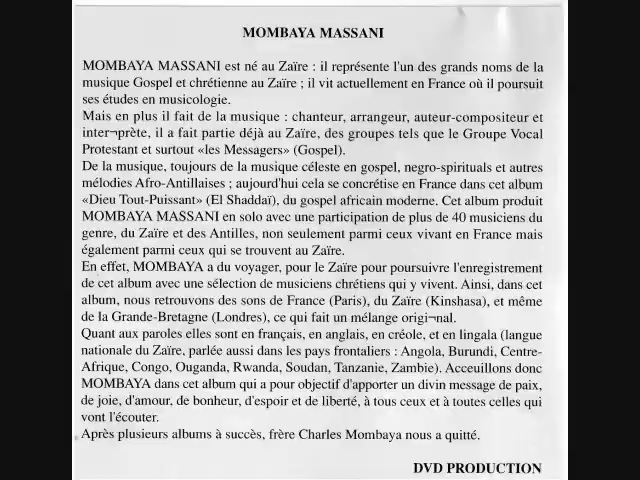 MOMBAYA MASSANI
MOMBAYA MASSANI est né au Zaïre : il représente l'un des grands noms de la
musique Gospel et chrétienne au Zaïre ; il vit actuellement en France où il poursuit
ses études en musicologie.
Mais en plus il fait de la musique : chanteur, arrangeur, auteur-compositeur et
inter¬prète, il a fait partie déjà au Zaïre, des groupes tels que le Groupe Vocal
Protestant et surtout «les Messagers» (Gospel).
De la musique, toujours de la musique céleste en gospel, negro-spirituals et autres
mélodies Afro-Antillaises ; aujourd'hui cela se concrétise en France dans cet album
«Dieu Tout-Puissant» (El Shaddaï), du gospel africain moderne. Cet album produit
MOMBAYA MASSANI en solo avec une participation de plus de 40 musiciens du
genre, du Zaïre et des Antilles, non seulement parmi ceux vivant en France mais
également parmi ceux qui se trouvent au Zaïre.
En effet, MOMBAYA a du voyager, pour le Zaïre pour poursuivre l'enregistrement
de cet album avec une sélection de musiciens chrétiens qui y vivent. Ainsi, dans cet
album, nous retrouvons des sons de France (Paris), du Zaïre (Kinshasa), et même
de la Grande-Bretagne (Londres), ce qui fait un mélange origi¬nal.
Quant aux paroles elles sont en français, en anglais, en créole, et en lingala (langue
nationale du Zaïre, parlée aussi dans les pays frontaliers : Angola, Burundi, Centre-
Afrique, Congo, Ouganda, Rwanda, Soudan, Tanzanie, Zambie). Acceuillons donc
MOMBAYA dans cet album qui a pour objectif d'apporter un divin message de paix,
de joie, d'amour, de bonheur, d'espoir et de liberté, à tous ceux et à toutes celles qui
vont l'écouter.
Après plusieurs albums à succès, frère Charles Mombaya nous a quitté.
DVD PRODUCTION